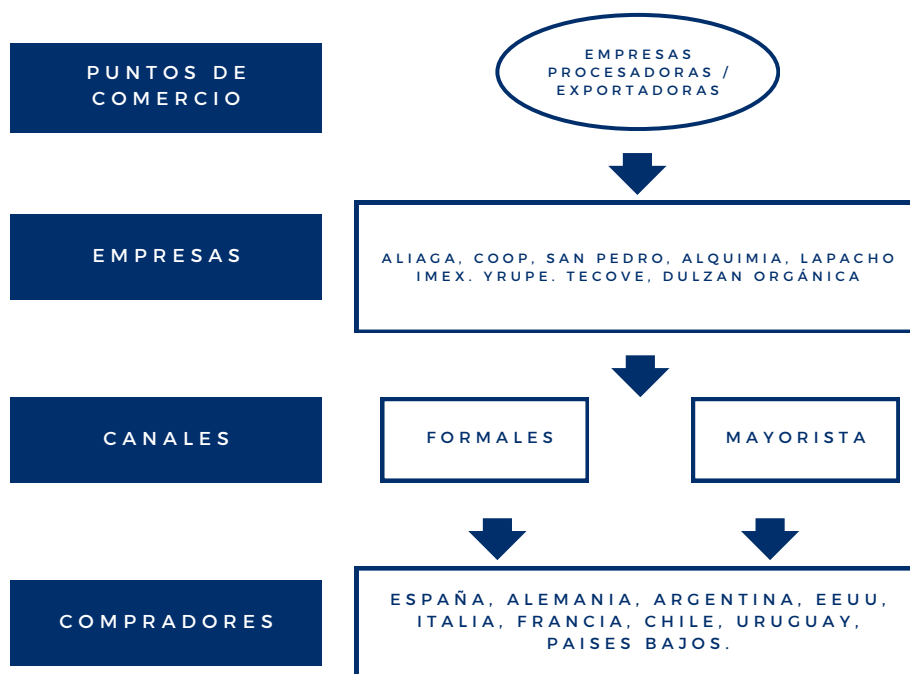 PUNTOS DE
COMERCIO
EMPRESAS
PROCESADORAS /
EXPORTADORAS
EMPRESAS
ALIAGA, COOP, SAN PEDRO, ALQUIMIA, LAPACHO
IMEX. YRUPE. TECOVE, DULZAN ORGÁNICA
CANALES
FORMALES
MAYORISTA
COMPRADORES
ESPAÑA, ALEMANIA, ARGENTINA, EEUU,
ITALIA, FRANCIA, CHILE, URUGUAY,
PAISES BAJOS.